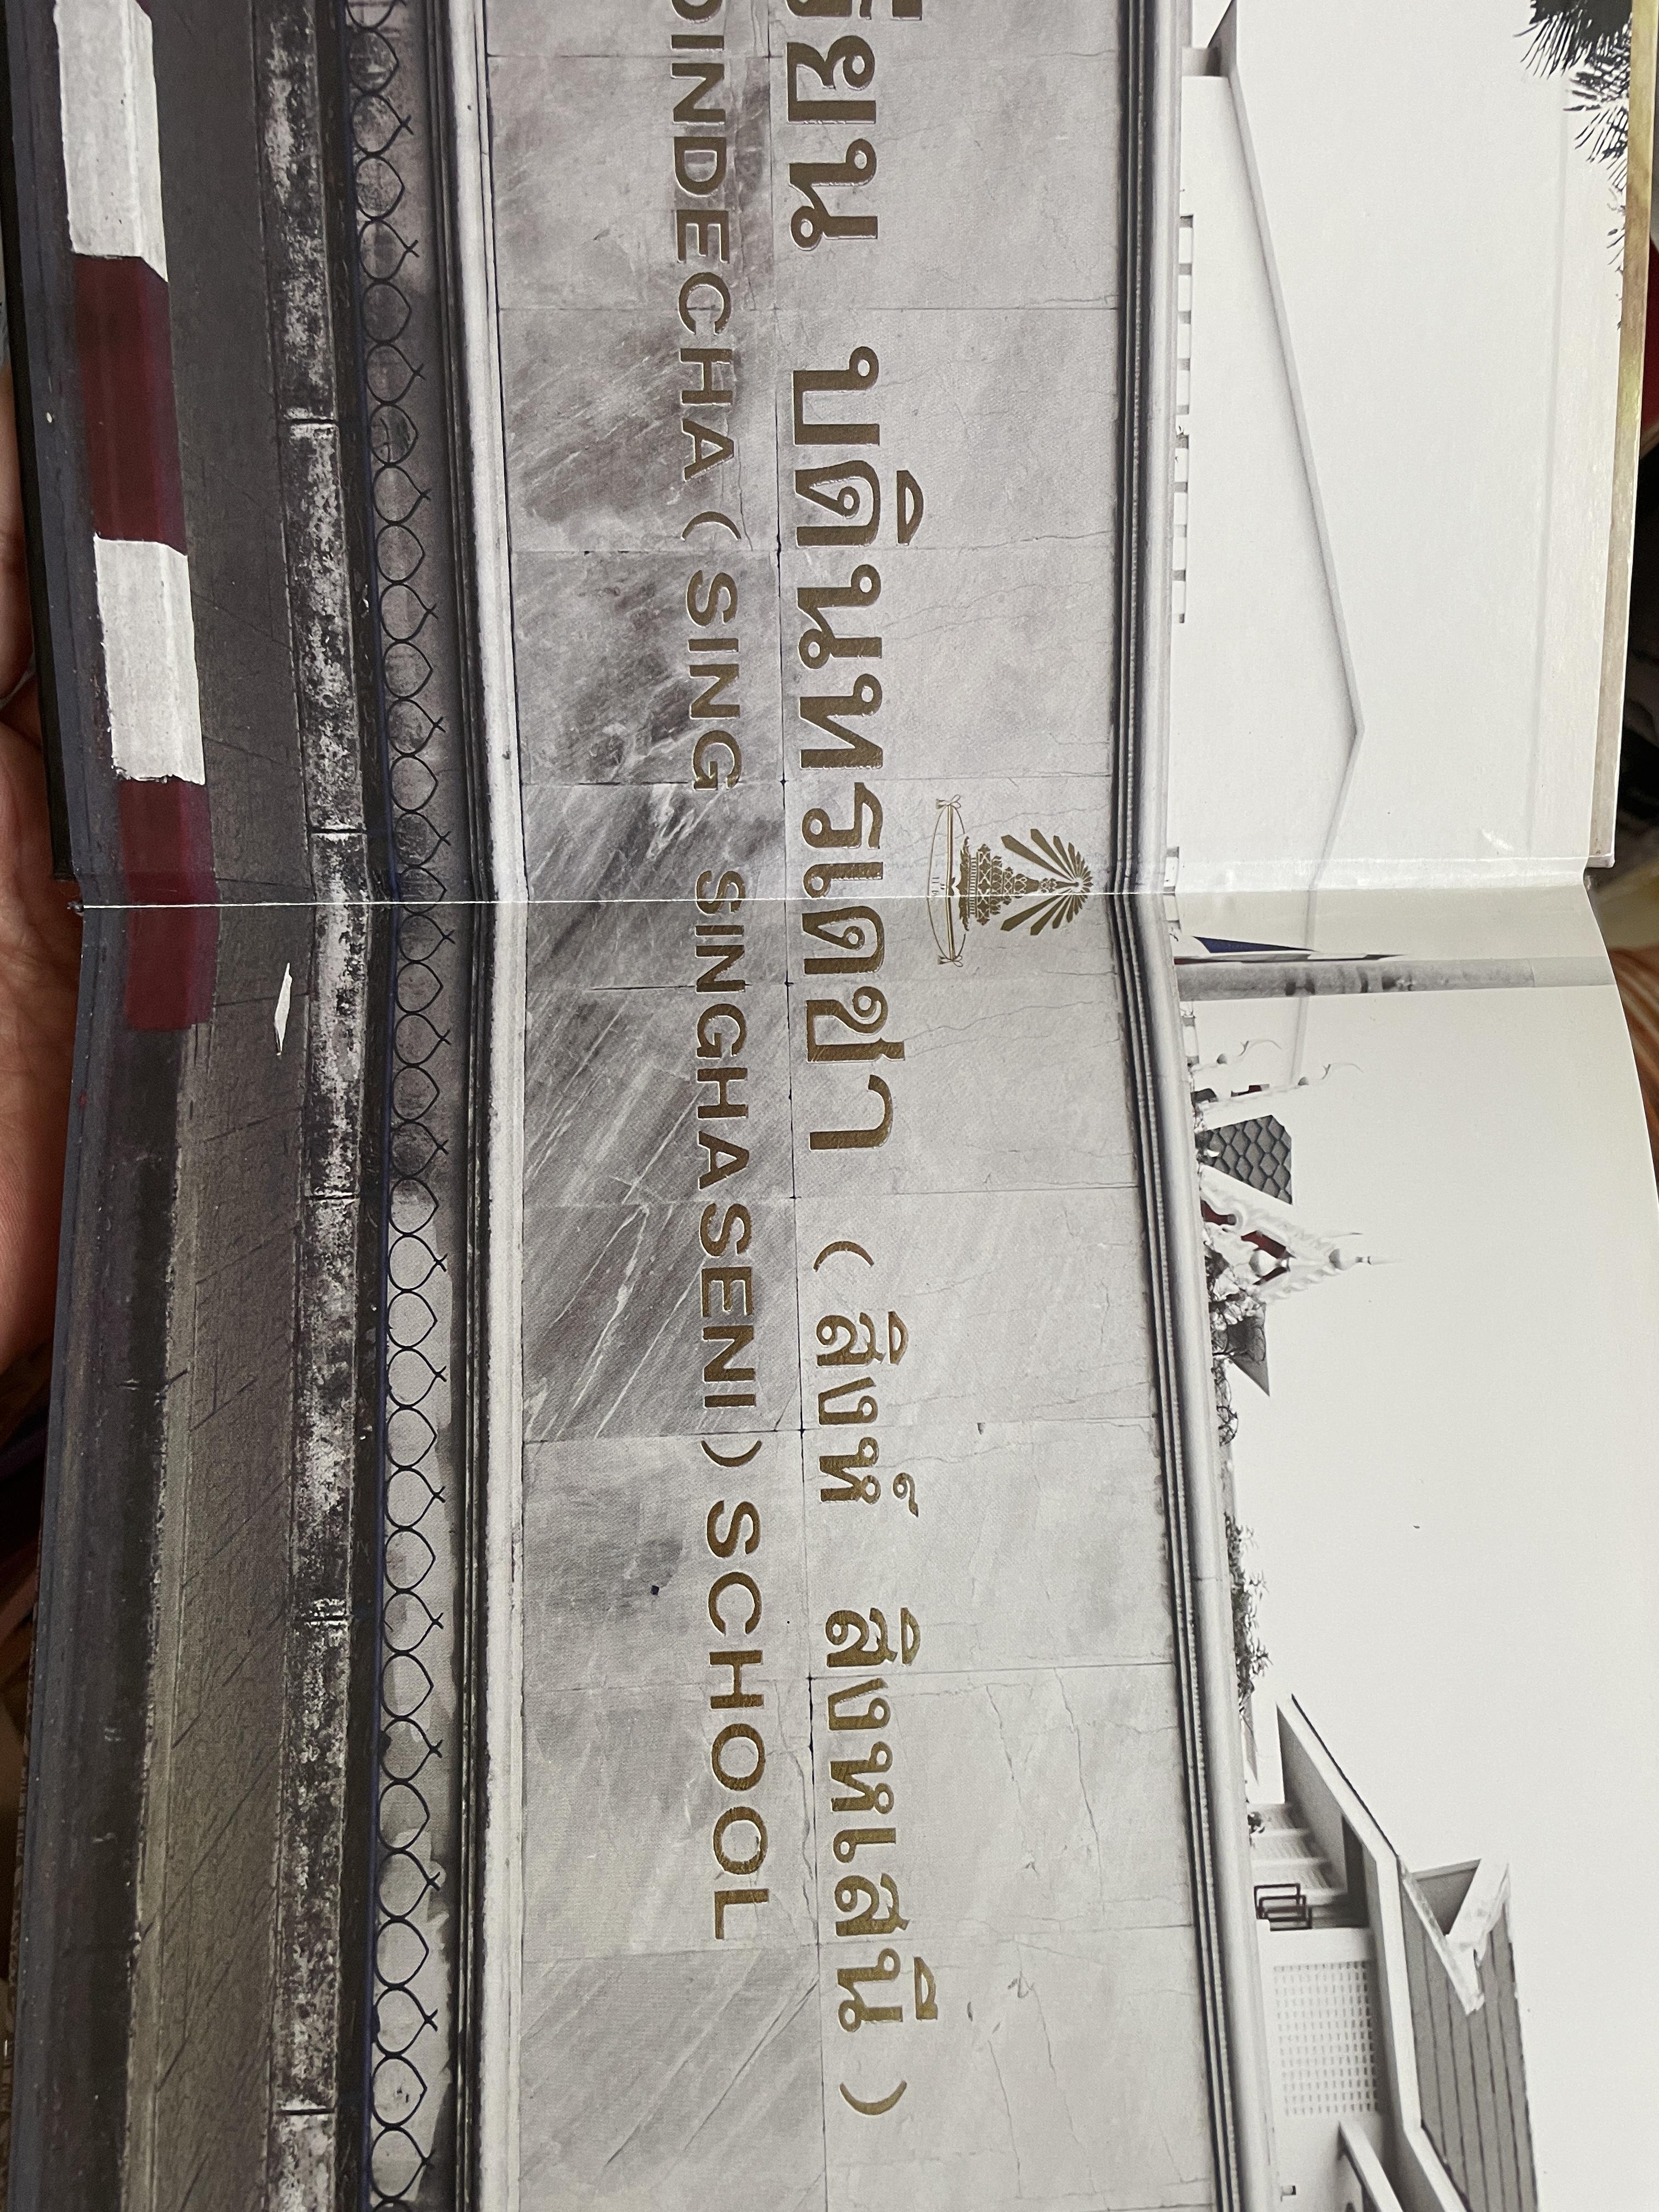 บดินทรเดชา ( สิงห์ สิงหเสนี )
DINDECHA ( SING SINGHASENI ) SCHOOL